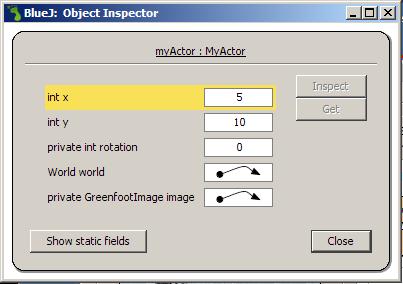 BlueJ: Object Inspector
myActor : MyActor
int x 5
Inspect
Get
int y 10
private int rotation 0
World world
private GreenfootImage image
Show static fields Close